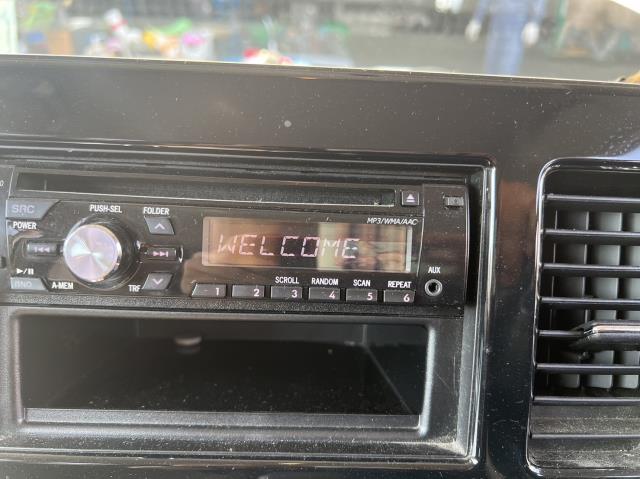 PUSH-SEL
FOLDER
SRC
MP3/WMA/AAC
POWER
WELCOME
AUX
SCROLL RANDOM SCAN REPEAT
BND A-MEM TRF 1 2 3 4 5 6